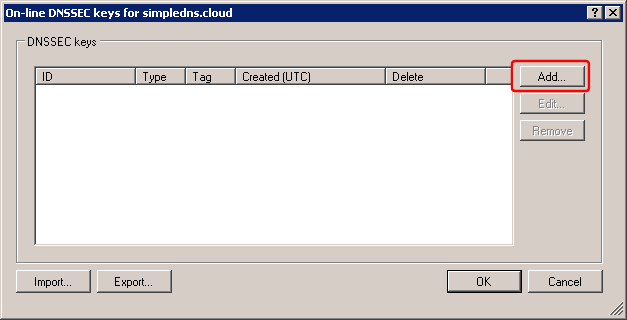 On-line DNSSEC keys for simpledns.cloud
DNSSEC keys
ID Type Tag Created (UTC) Delete
Add...
Edit...
Remove
Import... Export... OK Cancel